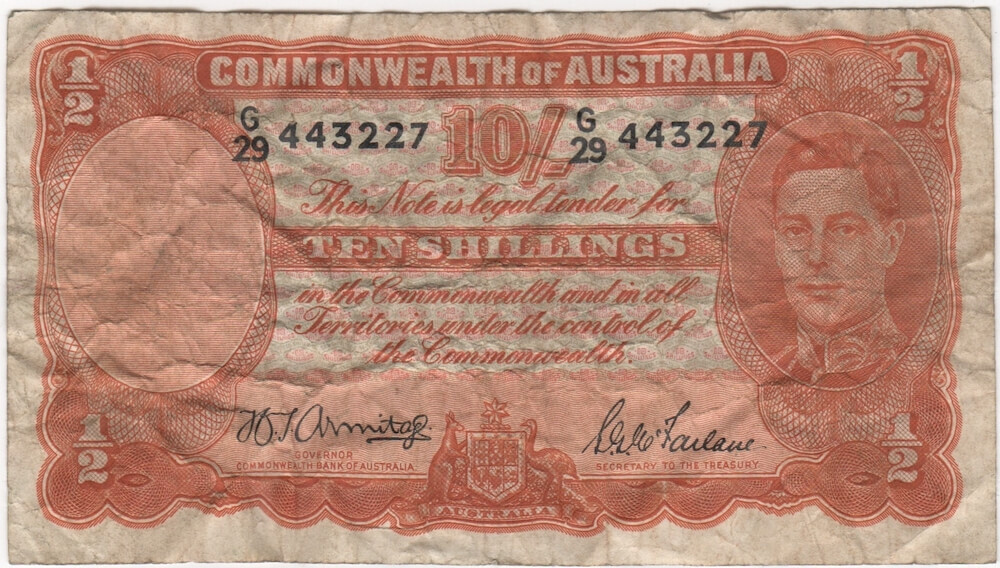 1/2 COMMONWEALTH OF AUSTRALIA 1/2
G/29 443227 10/- G/29 443227
This Note is legal tender for
TEN SHILLINGS
in the Commonwealth and in all
Territories under the control of
the Commonwealth.
H.T. Armitage S.G. McFarlane
GOVERNOR
COMMONWEALTH BANK OF AUSTRALIA.
SECRETARY TO THE TREASURY
1/2 AUSTRALIA 1/2